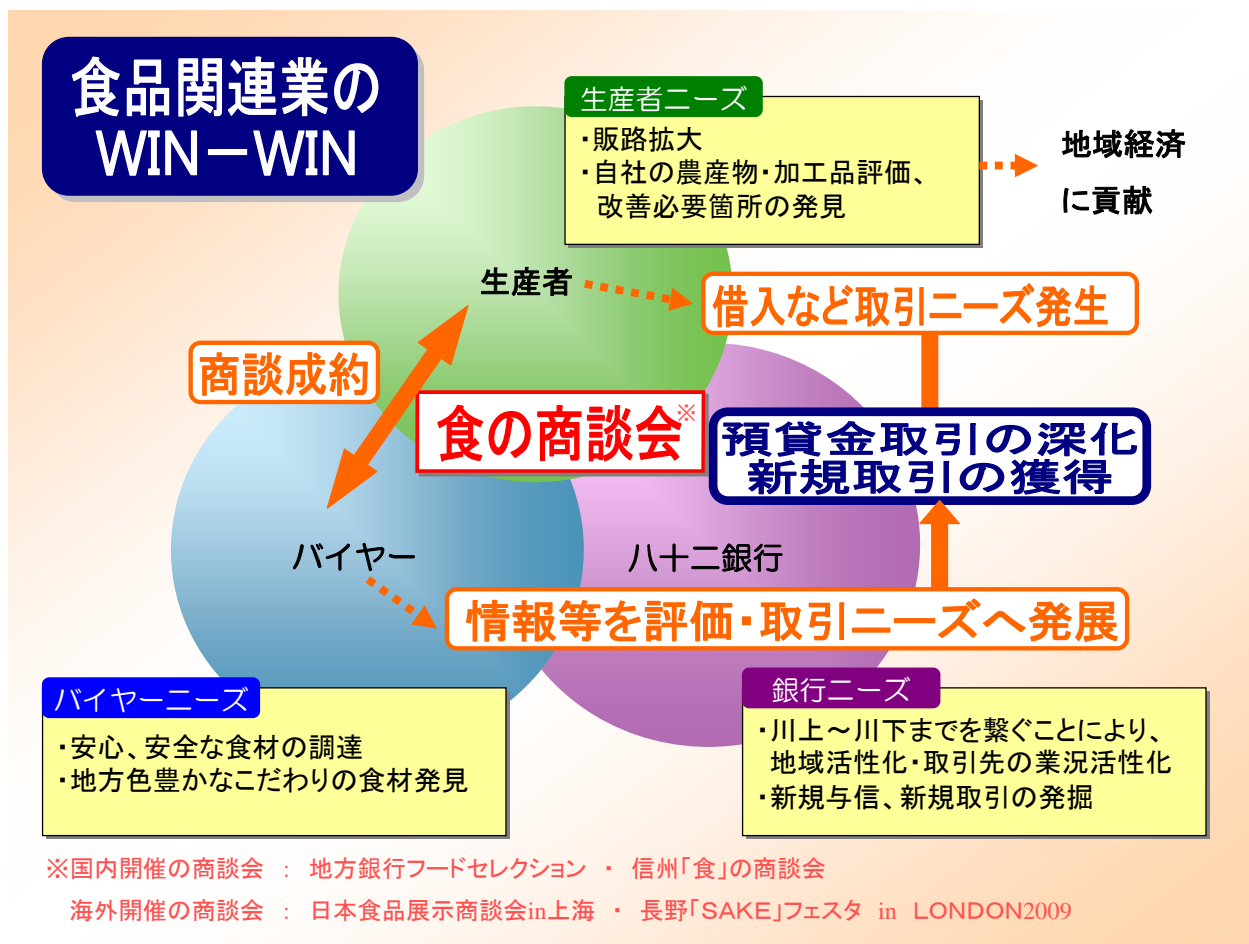 食品関連業の
WIN－WIN
生産者ニーズ
・販路拡大
・自社の農産物・加工品評価、
改善必要箇所の発見
地域経済
に貢献
生産者
借入など取引ニーズ発生
商談成約
食の商談会※
預貸金取引の深化
新規取引の獲得
バイヤー
八十二銀行
情報等を評価・取引ニーズへ発展
バイヤーニーズ
・安心、安全な食材の調達
・地方色豊かなこだわりの食材発見
銀行ニーズ
・川上～川下までを繋ぐことにより、
地域活性化・取引先の業況活性化
・新規与信、新規取引の発掘
※国内開催の商談会　：　地方銀行フードセレクション　・　信州「食」の商談会
海外開催の商談会　：　日本食品展示商談会in上海　・　長野「SAKE」フェスタ　in　LONDON2009